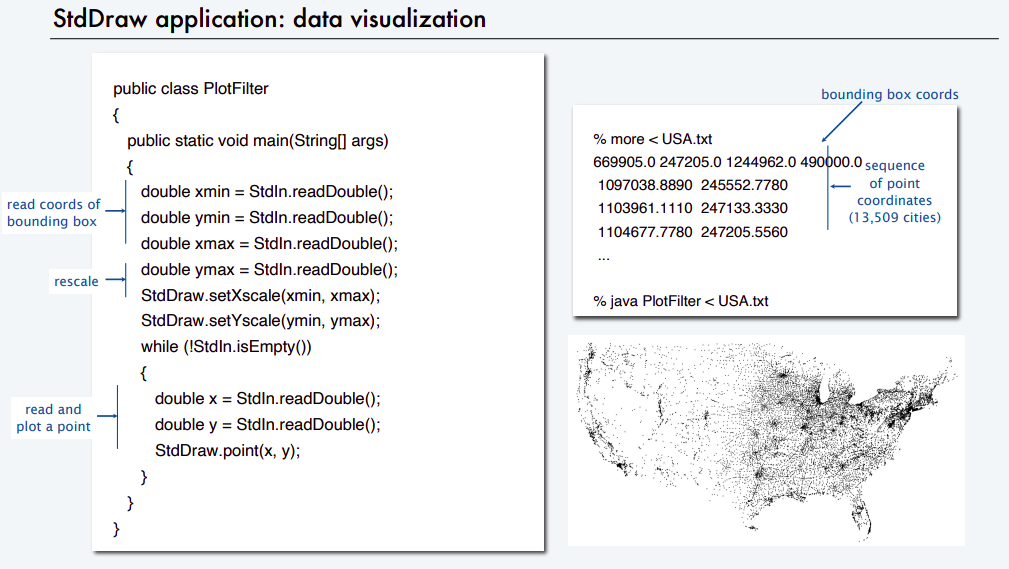 StdDraw application: data visualization
public class PlotFilter
{
public static void main(String[] args)
{
double xmin = StdIn.readDouble();
double ymin = StdIn.readDouble();
double xmax = StdIn.readDouble();
double ymax = StdIn.readDouble();
StdDraw.setXscale(xmin, xmax);
StdDraw.setYscale(ymin, ymax);
while (!StdIn.isEmpty())
{
double x = StdIn.readDouble();
double y = StdIn.readDouble();
StdDraw.point(x, y);
}
}
}
read coords of
bounding box
rescale
read and
plot a point
bounding box coords
% more < USA.txt
669905.0 247205.0 1244962.0 490000.0
1097038.8890 245552.7780
1103961.1110 247133.3330
1104677.7780 247205.5560
...
% java PlotFilter < USA.txt
sequence
of point
coordinates
(13,509 cities)